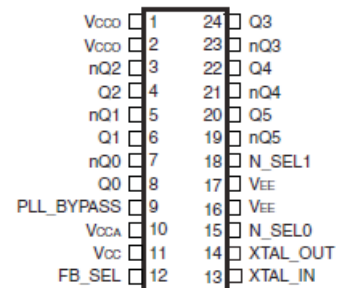 Vcco 1 24 Q3
Vcco 2 23 nQ3
nQ2 3 22 Q4
Q2 4 21 nQ4
nQ1 5 20 Q5
Q1 6 19 nQ5
nQ0 7 18 N_SEL1
Q0 8 17 VEE
PLL_BYPASS 9 16 VEE
VCCA 10 15 N_SEL0
Vcc 11 14 XTAL_OUT
FB_SEL 12 13 XTAL_IN